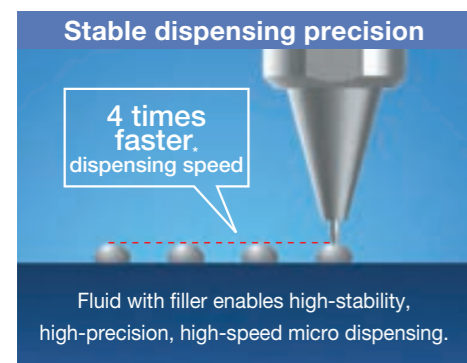 Stable dispensing precision
4 times
faster*
dispensing speed
Fluid with filler enables high-stability,
high-precision, high-speed micro dispensing.